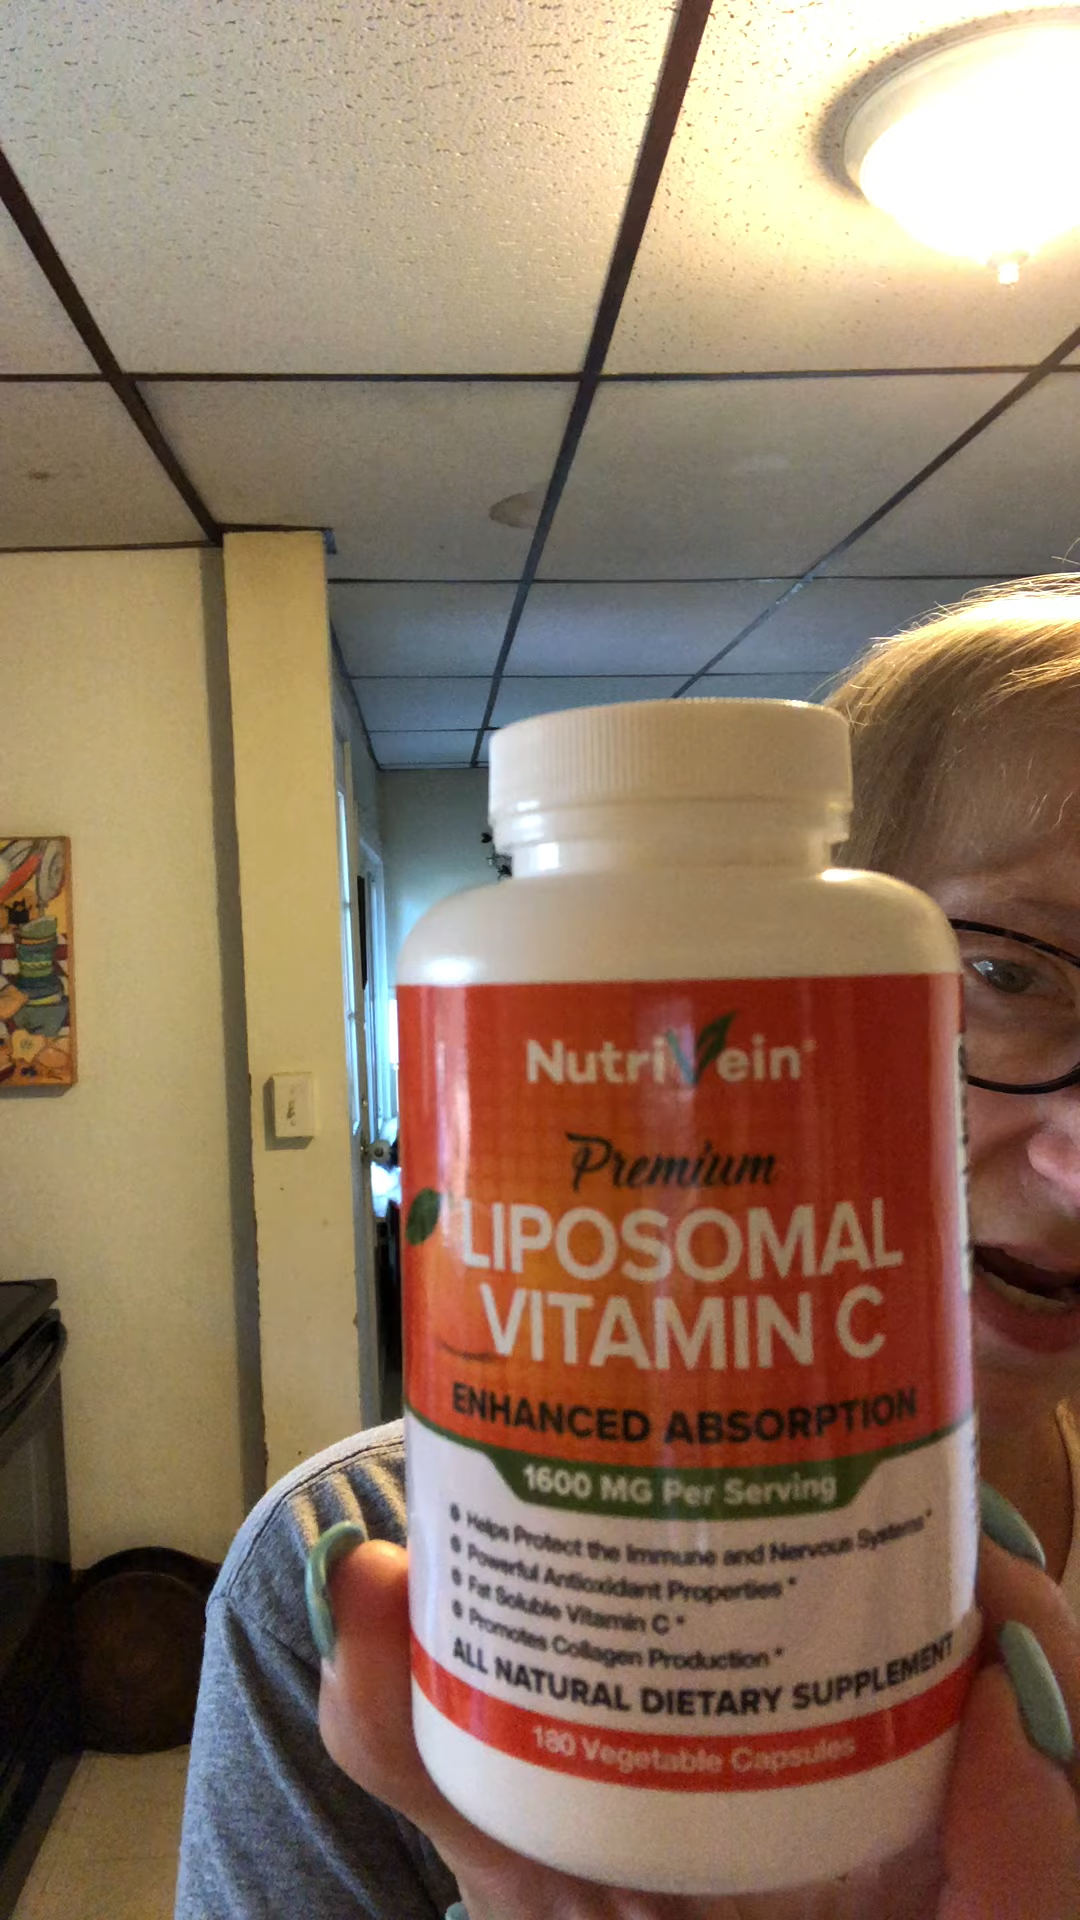 NutriVein®
Premium
LIPOSOMAL
VITAMIN C
ENHANCED ABSORPTION
1600 MG Per Serving
Helps Protect the Immune and Nervous Systems*
Powerful Antioxidant Properties*
Fat Soluble Vitamin C*
Promotes Collagen Production*
ALL NATURAL DIETARY SUPPLEMENT
180 Vegetable Capsules